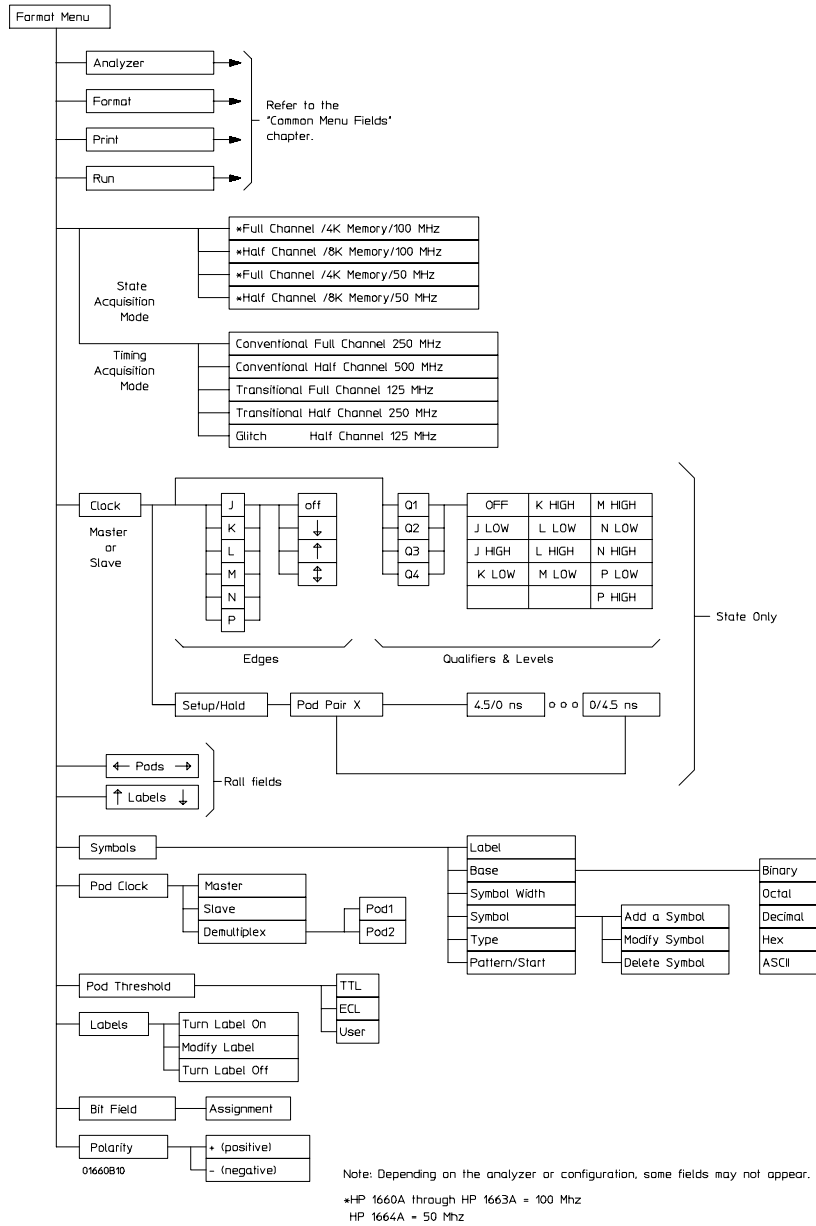 Format Menu
Analyzer
Format
Print
Run
Refer to the
"Common Menu Fields"
chapter.
*Full Channel /4K Memory/100 MHz
*Half Channel /8K Memory/100 MHz
*Full Channel /4K Memory/50 MHz
*Half Channel /8K Memory/50 MHz
State
Acquisition
Mode
Timing
Acquisition
Mode
Conventional Full Channel 250 MHz
Conventional Half Channel 500 MHz
Transitional Full Channel 125 MHz
Transitional Half Channel 250 MHz
Glitch Half Channel 125 MHz
Clock
Master
or
Slave
J
K
L
M
N
P
off
↓
↑
↕
Edges
Q1
Q2
Q3
Q4
OFF K HIGH M HIGH
J LOW L LOW N LOW
J HIGH L HIGH N HIGH
K LOW M LOW P LOW
P HIGH
Qualifiers & Levels
State Only
Setup/Hold
Pod Pair X
4.5/0 ns o o o 0/4.5 ns
← Pods →
↑ Labels ↓
Roll fields
Symbols
Label
Base
Symbol Width
Symbol
Type
Pattern/Start
Binary
Octal
Decimal
Hex
ASCII
Add a Symbol
Modify Symbol
Delete Symbol
Pod Clock
Master
Slave
Demultiplex
Pod1
Pod2
Pod Threshold
TTL
ECL
User
Labels
Turn Label On
Modify Label
Turn Label Off
Bit Field
Assignment
Polarity
+ (positive)
- (negative)
01660B10
Note: Depending on the analyzer or configuration, some fields may not appear.
*HP 1660A through HP 1663A = 100 Mhz
HP 1664A = 50 Mhz